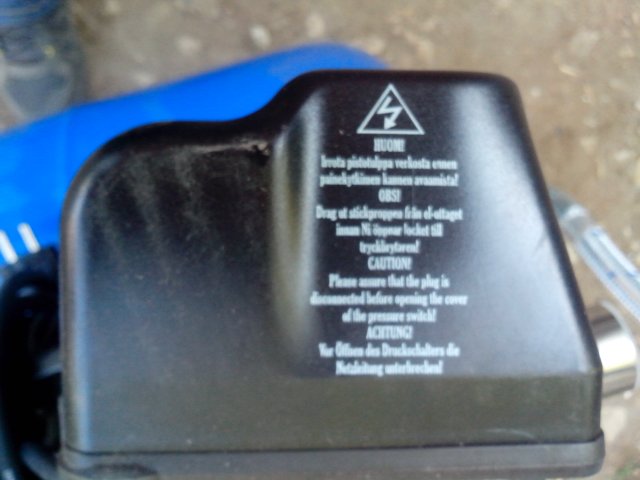 HUOM!
Irrota pistotulppa verkosta ennen
painekytkimen kannen avaamista!
OBS!
Drag ut stickproppen från el-uttaget
innan Ni öppnar locket till
CAUTION!
Please assure that the plug is
disconnected before opening the cover
of the pressure switch!
ACHTUNG!
Vor Öffnen des Druckschalters die
Netzleitung unterbrechen!